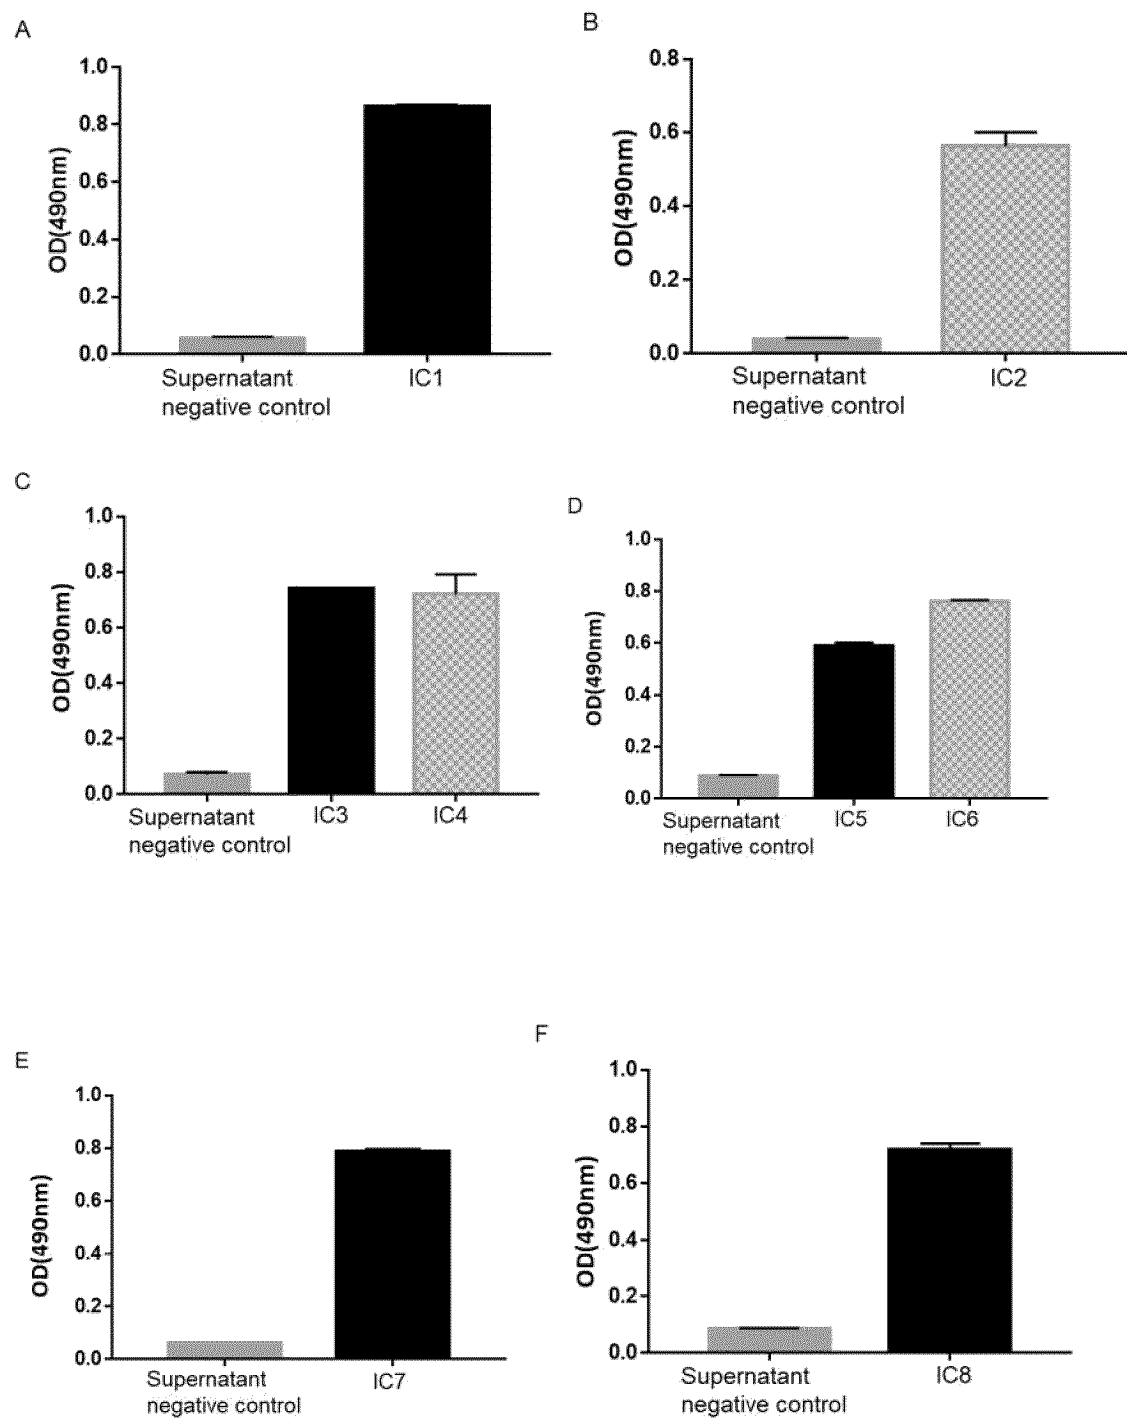 A
1.0
0.8
0.6
0.4
0.2
0.0
OD(490nm)
Supernatant
negative control
IC1
B
0.8
0.6
0.4
0.2
0.0
OD(490nm)
Supernatant
negative control
IC2
C
1.0
0.8
0.6
0.4
0.2
0.0
OD(490nm)
Supernatant
negative control
IC3
IC4
D
1.0
0.8
0.6
0.4
0.2
0.0
OD(490nm)
Supernatant
negative control
IC5
IC6
E
1.0
0.8
0.6
0.4
0.2
0.0
OD(490nm)
Supernatant
negative control
IC7
F
1.0
0.8
0.6
0.4
0.2
0.0
OD(490nm)
Supernatant
negative control
IC8